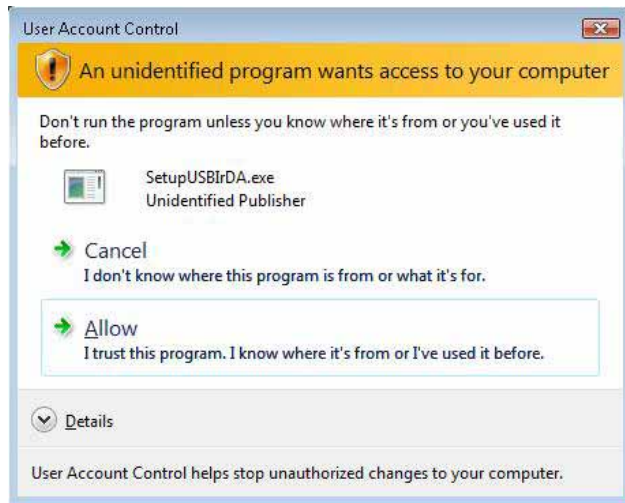 User Account Control
An unidentified program wants access to your computer
Don't run the program unless you know where it's from or you've used it
before.
SetupUSBIrDA.exe
Unidentified Publisher
Cancel
I don't know where this program is from or what it's for.
Allow
I trust this program. I know where it's from or I've used it before.
Details
User Account Control helps stop unauthorized changes to your computer.